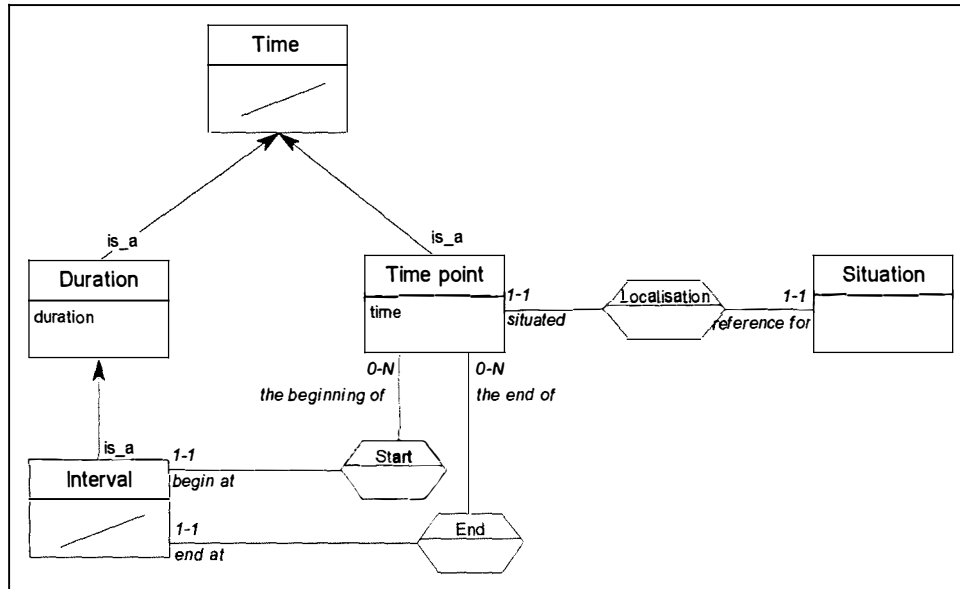 Time
is_a
is_a
Duration
duration
Time point
time
1-1
situated
Localisation
1-1
reference for
Situation
0-N
the beginning of
0-N
the end of
is_a
Interval
1-1
begin at
Start
1-1
end at
End